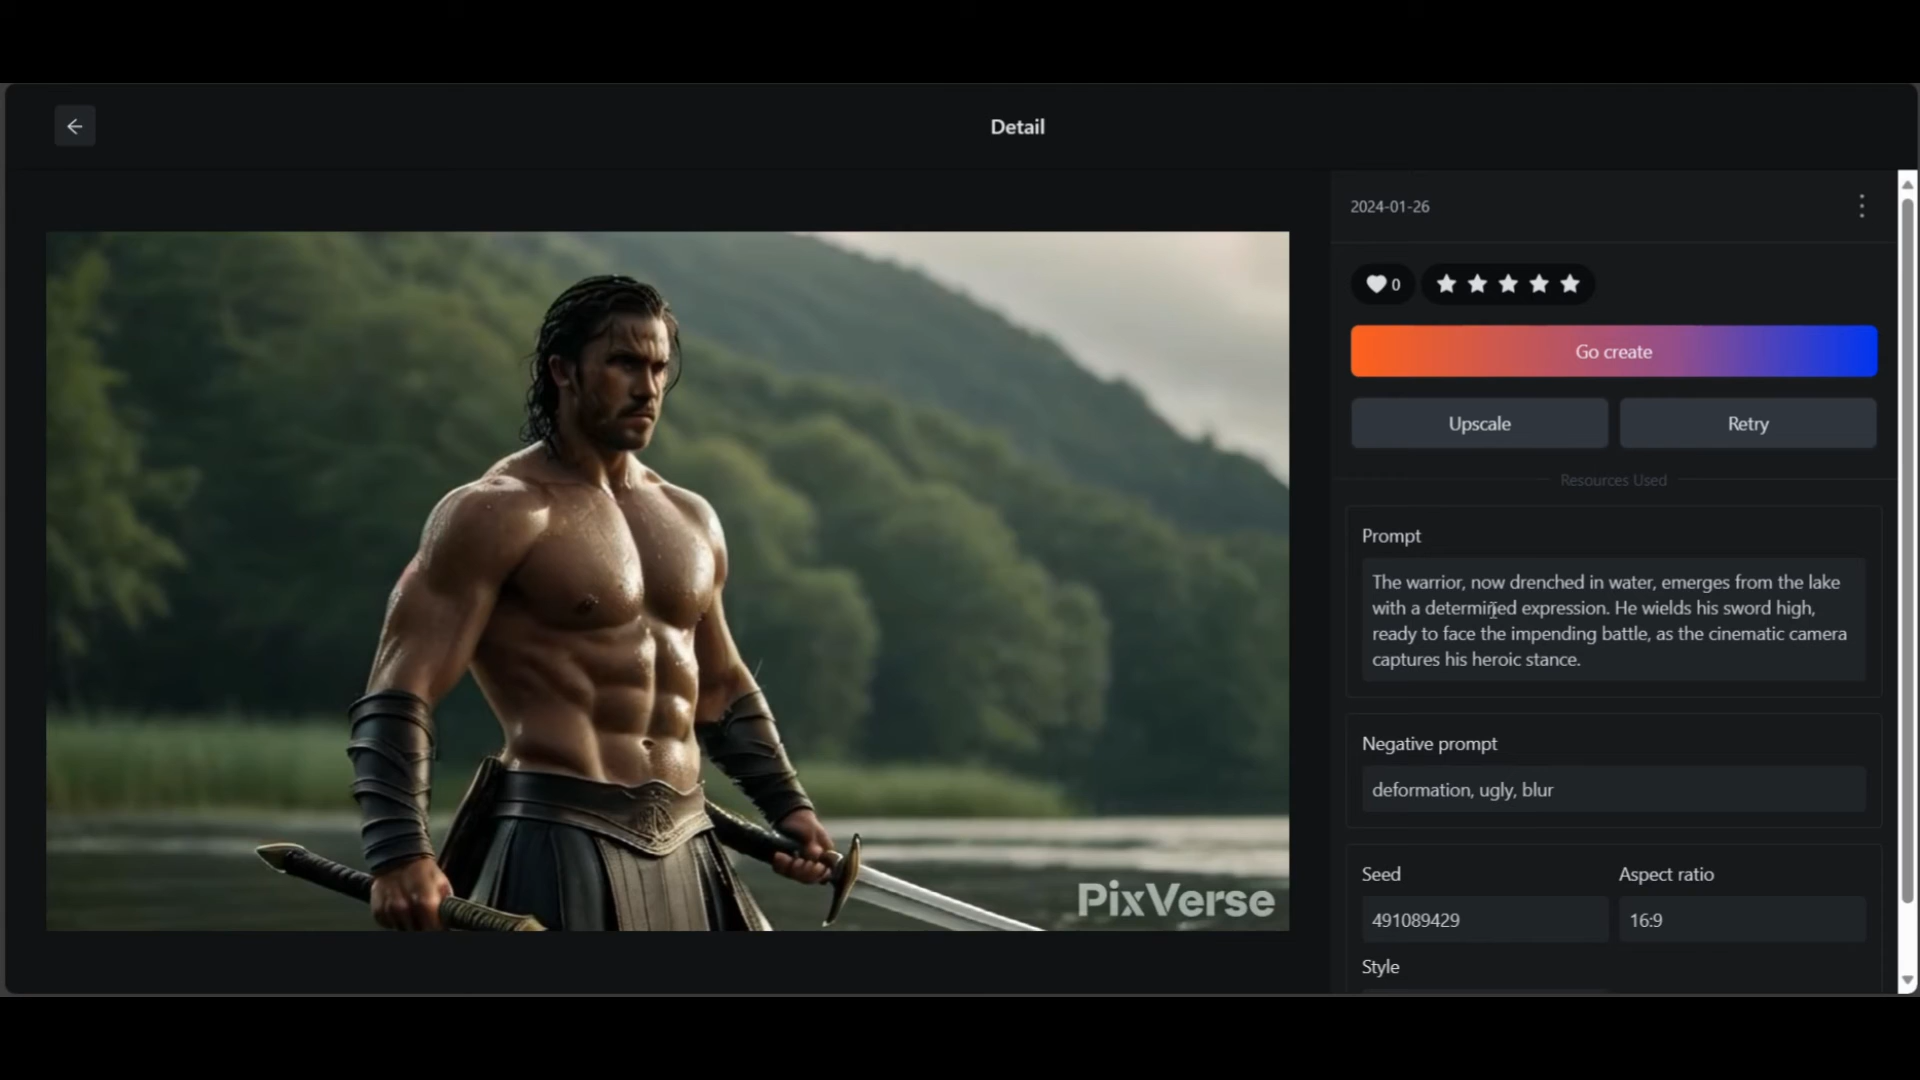 Detail
2024-01-26
0
Go create
Upscale
Retry
Resources Used
Prompt
The warrior, now drenched in water, emerges from the lake
with a determined expression. He wields his sword high,
ready to face the impending battle, as the cinematic camera
captures his heroic stance.
Negative prompt
deformation, ugly, blur
Seed
Aspect ratio
491089429
16:9
Style
PixVerse